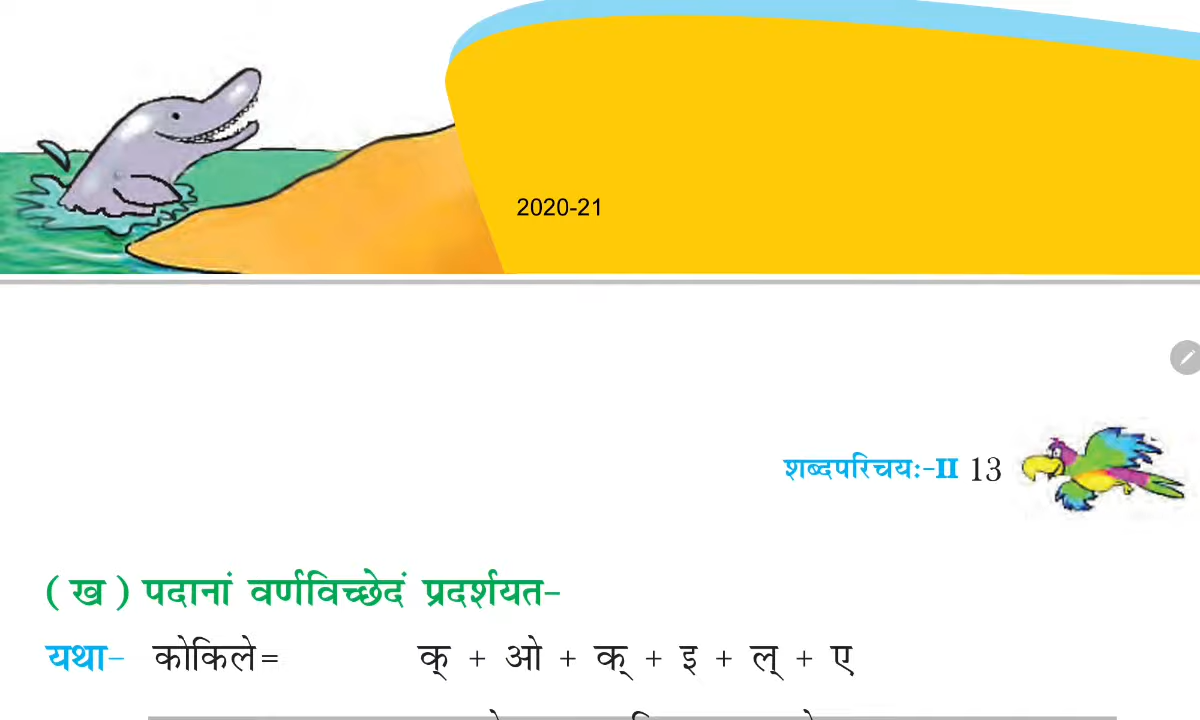 2020-21
शब्दपरिचयः-II 13
( ख ) पदानां वर्णविच्छेदं प्रदर्शयत-
यथा- कोकिले = क् + ओ + क् + इ + ल् + ए